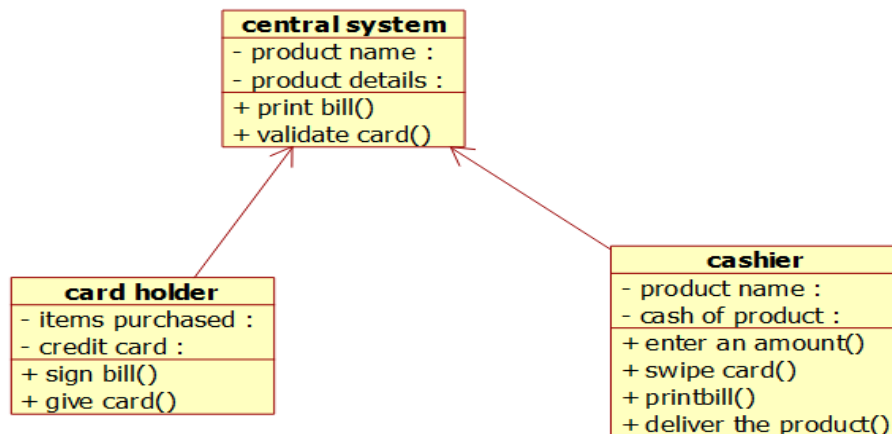 central system
- product name :
- product details :
+ print bill()
+ validate card()
card holder
- items purchased :
- credit card :
+ sign bill()
+ give card()
cashier
- product name :
- cash of product :
+ enter an amount()
+ swipe card()
+ printbill()
+ deliver the product()